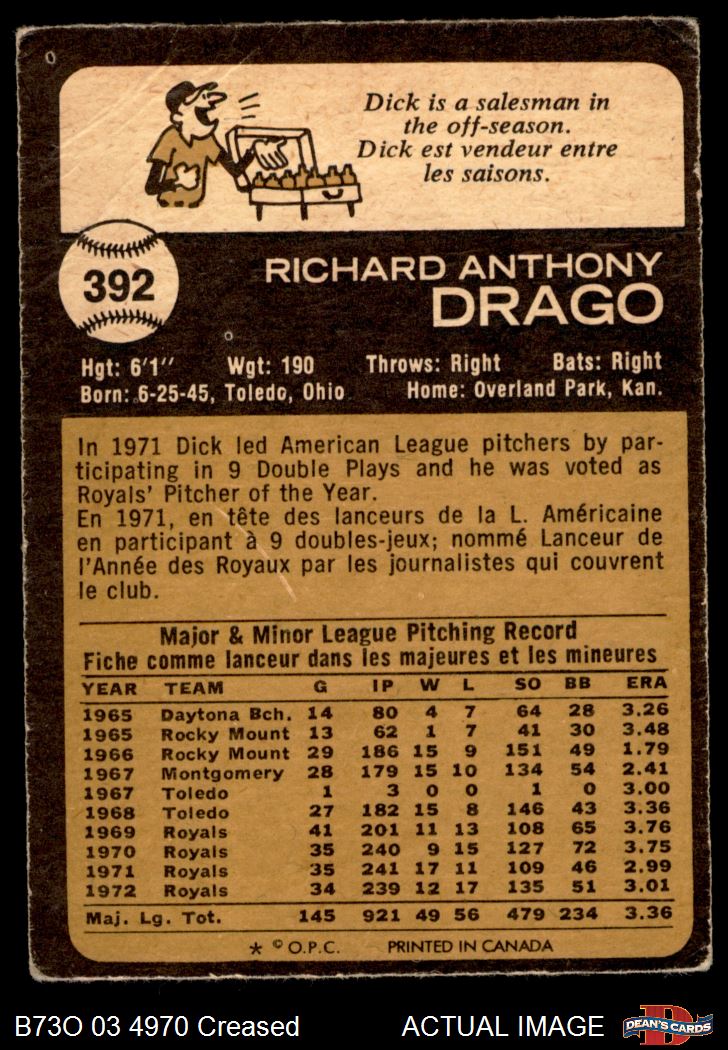 Dick is a salesman in
the off-season.
Dick est vendeur entre
les saisons.
392
RICHARD ANTHONY
DRAGO
Hgt: 6'1" Wgt: 190 Throws: Right Bats: Right
Born: 6-25-45, Toledo, Ohio Home: Overland Park, Kan.
In 1971 Dick led American League pitchers by par-
ticipating in 9 Double Plays and he was voted as
Royals' Pitcher of the Year.
En 1971, en tête des lanceurs de la L. Américaine
en participant à 9 doubles-jeux; nommé Lanceur de
l'Année des Royaux par les journalistes qui couvrent
le club.
Major & Minor League Pitching Record
Fiche comme lanceur dans les majeures et les mineures
YEAR TEAM G IP W L SO BB ERA
1965 Daytona Bch. 14 80 4 7 64 28 3.26
1965 Rocky Mount 13 62 1 7 41 30 3.48
1966 Rocky Mount 29 186 15 9 151 49 1.79
1967 Montgomery 28 179 15 10 134 54 2.41
1967 Toledo 1 3 0 0 1 0 3.00
1968 Toledo 27 182 15 8 146 43 3.36
1969 Royals 41 201 11 13 108 65 3.76
1970 Royals 35 240 9 15 127 72 3.75
1971 Royals 35 241 17 11 109 46 2.99
1972 Royals 34 239 12 17 135 51 3.01
Maj. Lg. Tot. 145 921 49 56 479 234 3.36
* © O.P.C. PRINTED IN CANADA
B73O 03 4970 Creased ACTUAL IMAGE
D
DEAN'S CARDS